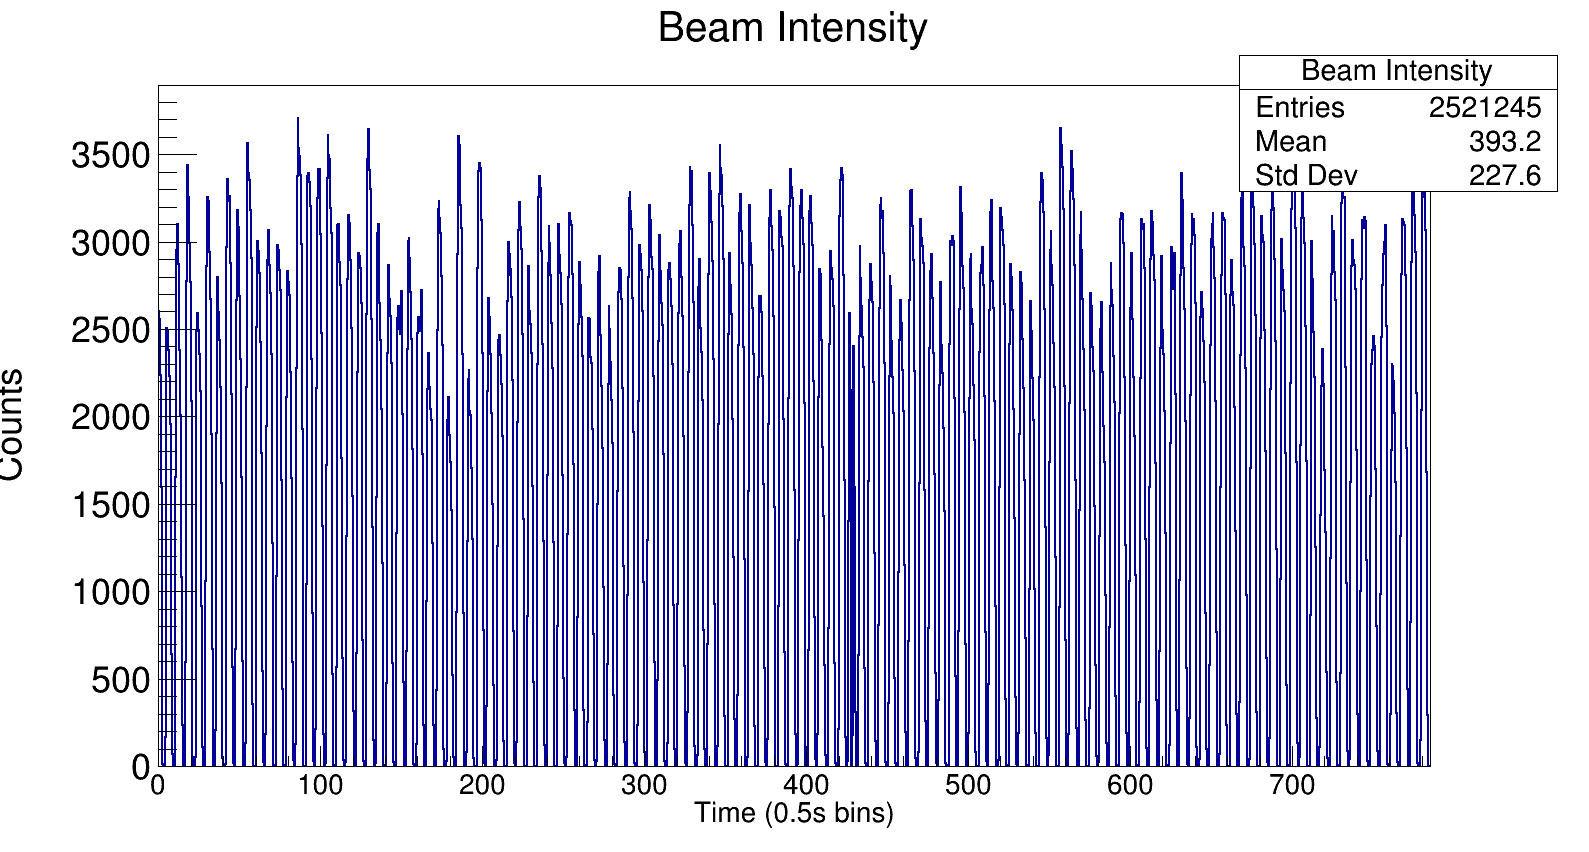 Beam Intensity
Beam Intensity
Entries 2521245
Mean 393.2
Std Dev 227.6
3500
3000
2500
2000
1500
1000
500
0
Counts
0 100 200 300 400 500 600 700
Time (0.5s bins)